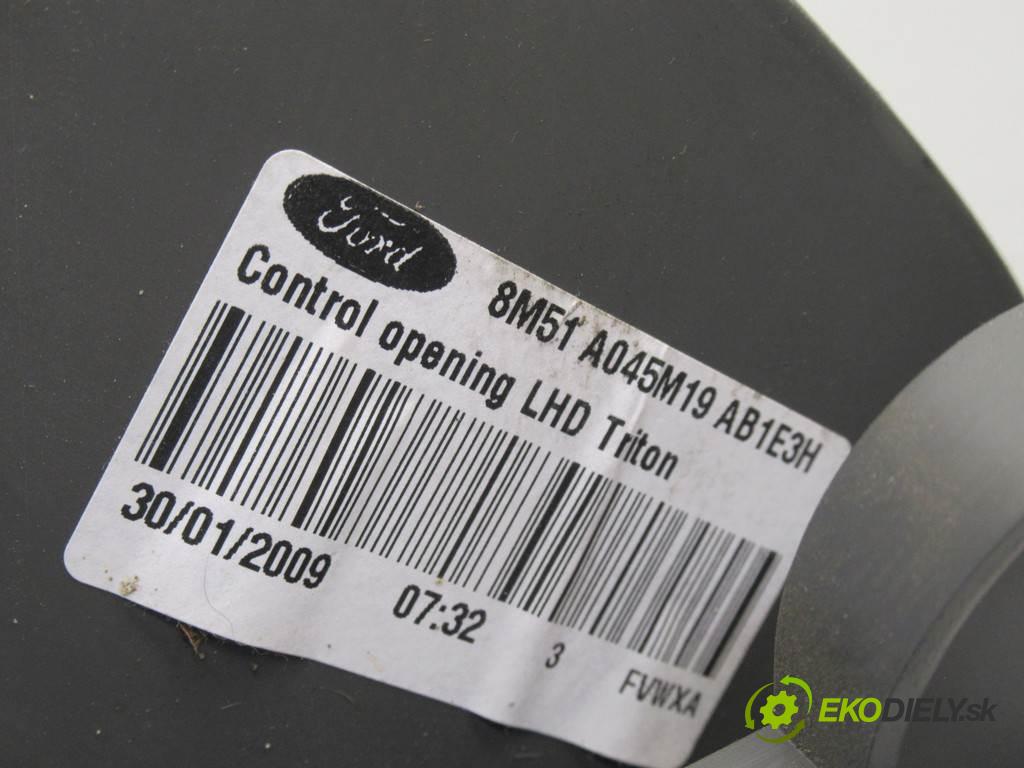 Ford
8M51 A045M19 AB1E3H
Control opening LHD Triton
30/01/2009 07:32 3 FVWXA
EKODIELY.sk